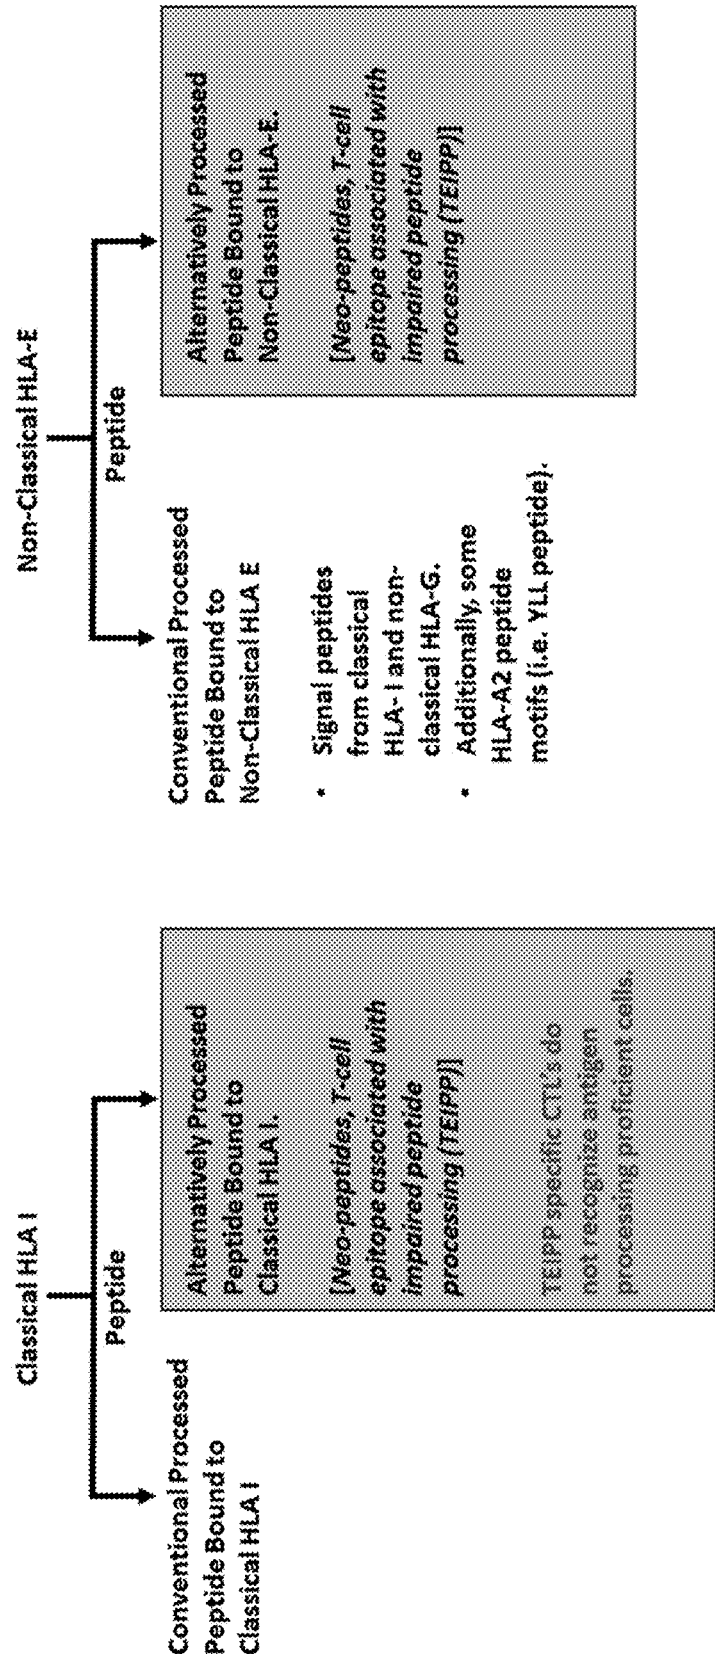 Classical HLA I
Peptide
Conventional Processed
Peptide Bound to
Classical HLA I
Alternatively Processed
Peptide Bound to
Classical HLA I.
[Neo-peptides, T-cell
epitope associated with
impaired peptide
processing (TEIPP)]
TEIPP specific CTL's do
not recognize antigen
processing proficient cells.
Non-Classical HLA-E
Peptide
Conventional Processed
Peptide Bound to
Non-Classical HLA E
• Signal peptides
from classical
HLA-I and non-
classical HLA-G.
• Additionally, some
HLA-A2 peptide
motifs (i.e. YLL peptide).
Alternatively Processed
Peptide Bound to
Non-Classical HLA-E.
[Neo-peptides, T-cell
epitope associated with
impaired peptide
processing (TEIPP)]